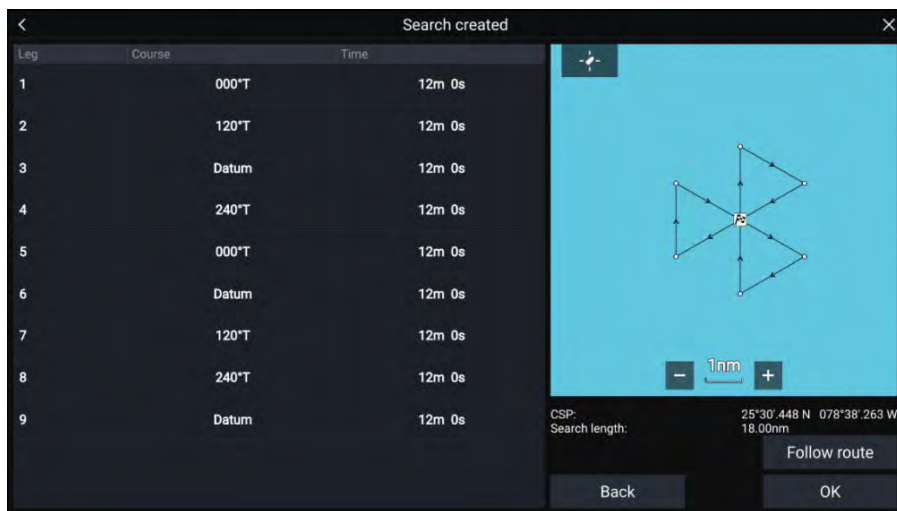 Search created
Leg Course Time
1 000°T 12m 0s
2 120°T 12m 0s
3 Datum 12m 0s
4 240°T 12m 0s
5 000°T 12m 0s
6 Datum 12m 0s
7 120°T 12m 0s
8 240°T 12m 0s
9 Datum 12m 0s
1nm
CSP: 25°30'.448 N 078°38'.263 W
Search length: 18.00nm
Follow route
Back OK